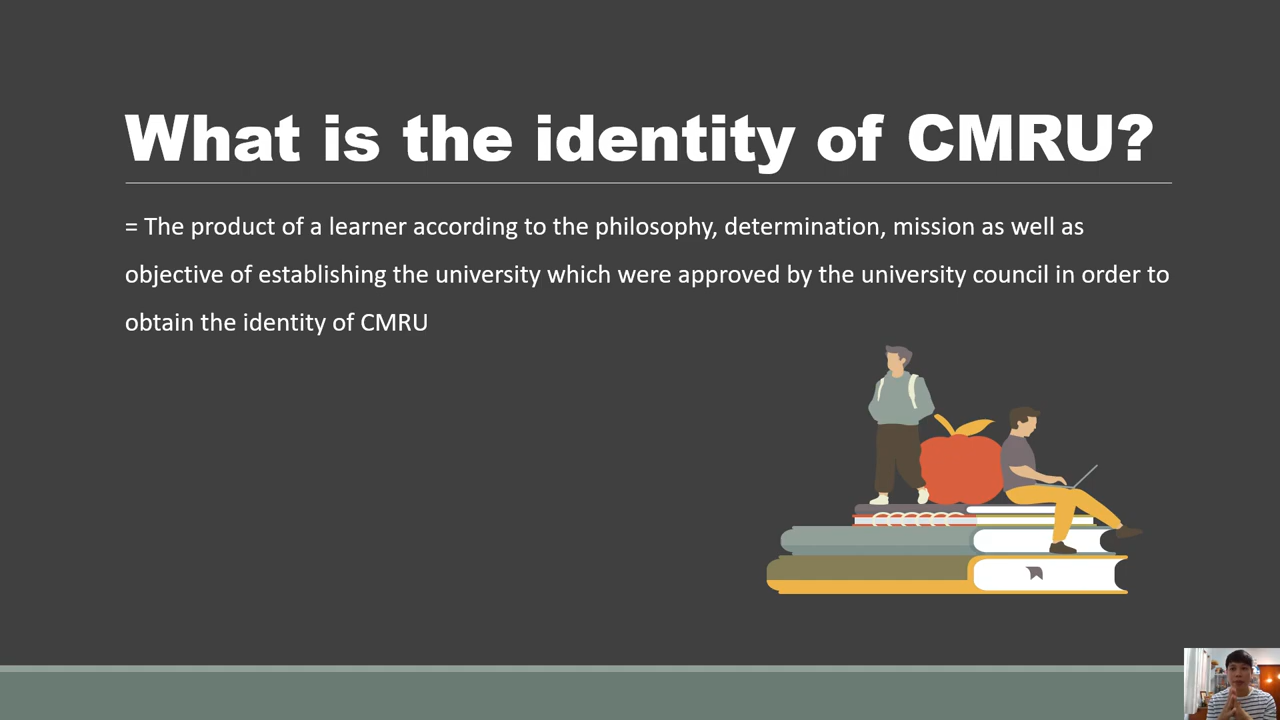 What is the identity of CMRU?
= The product of a learner according to the philosophy, determination, mission as well as
objective of establishing the university which were approved by the university council in order to
obtain the identity of CMRU